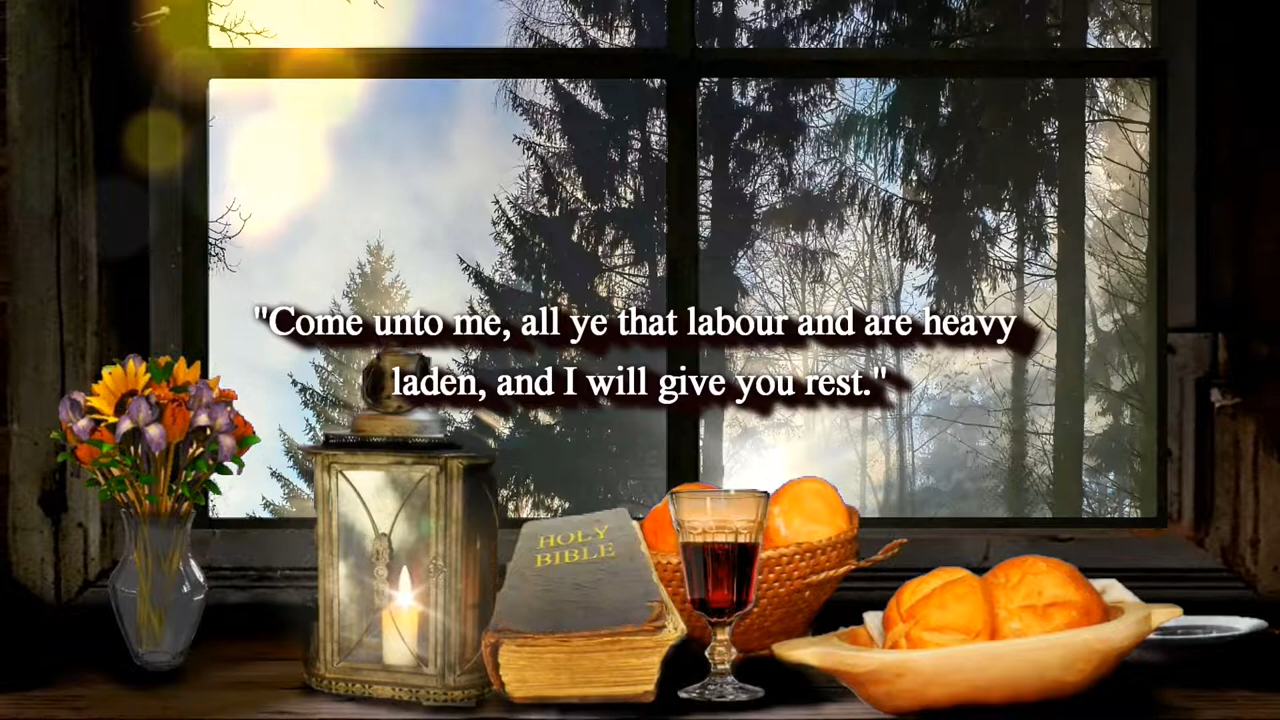 "Come unto me, all ye that labour and are heavy
laden, and I will give you rest."
HOLY
BIBLE